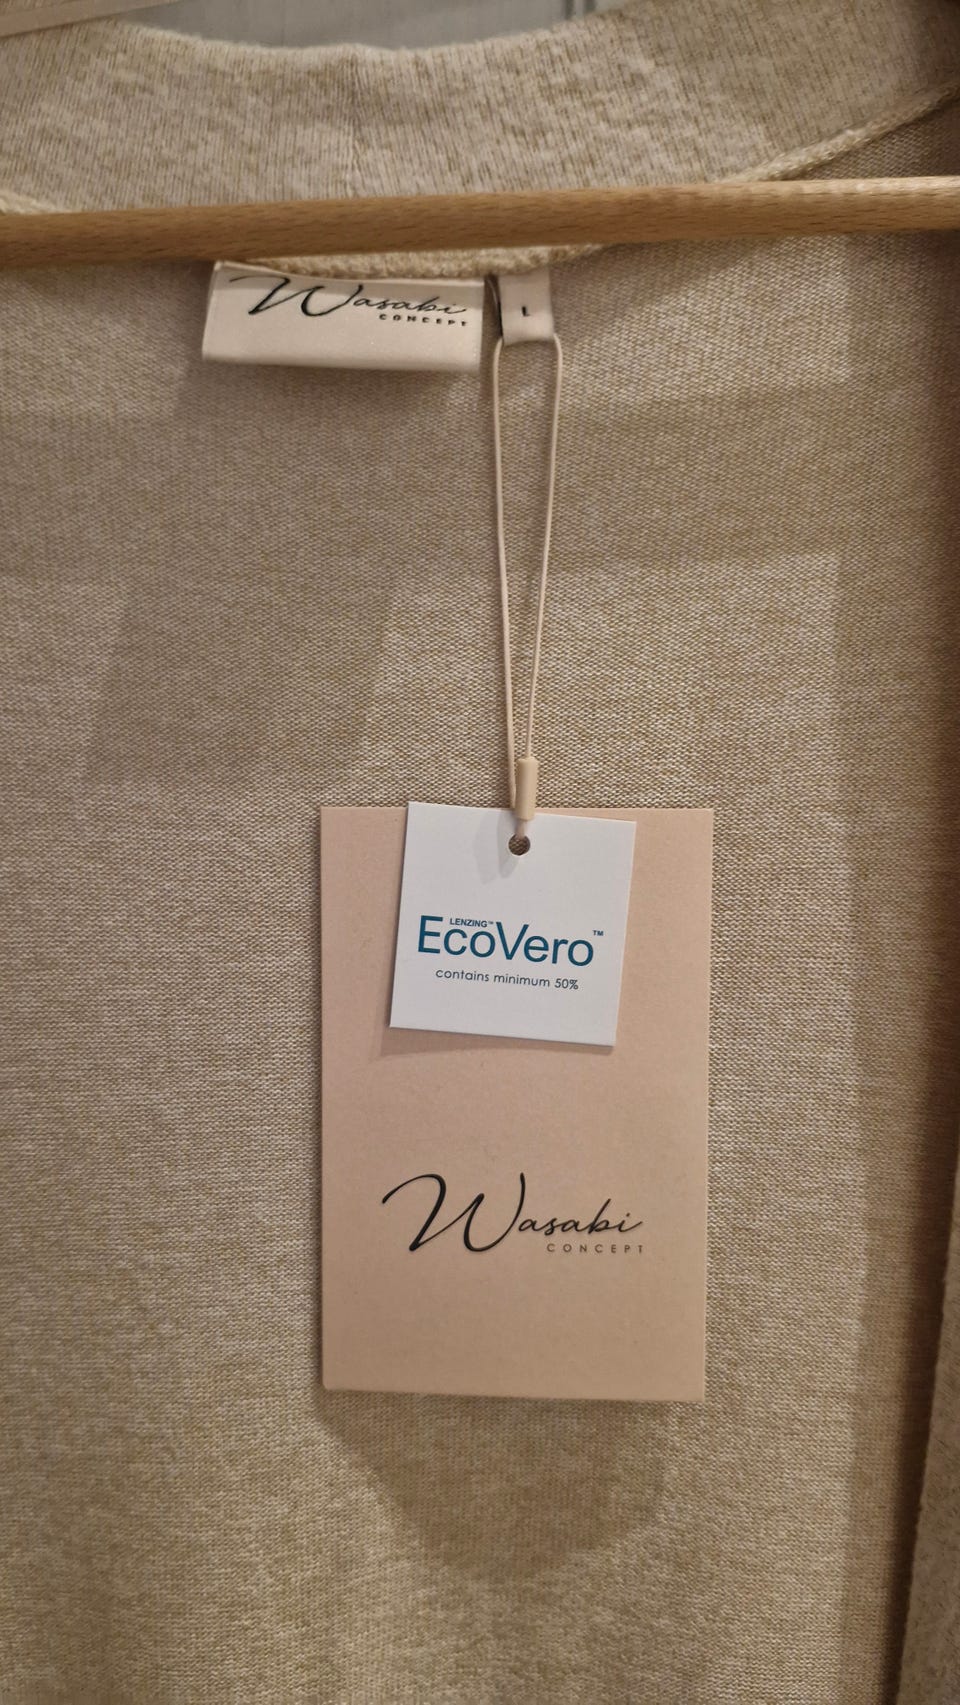 Wasabi
CONCEPT
L
LENZING™
EcoVero™
contains minimum 50%
Wasabi
CONCEPT